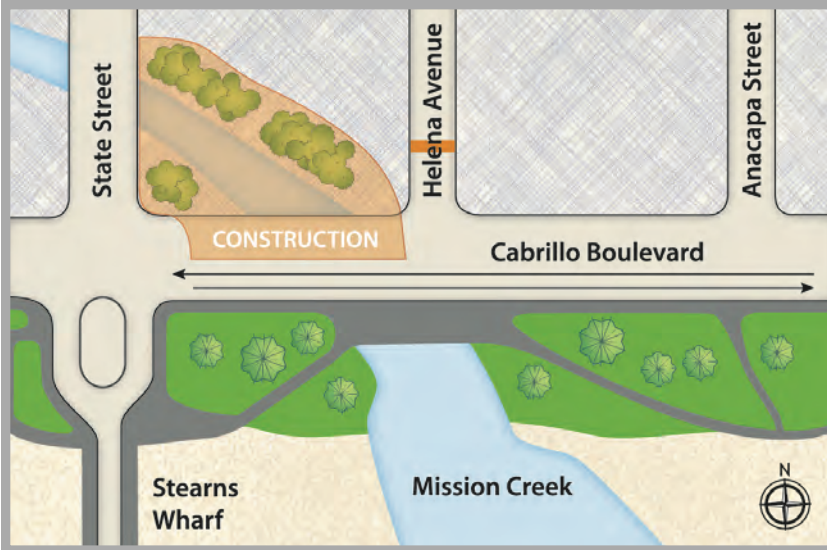 State Street
Helena Avenue
Anacapa Street
CONSTRUCTION
Cabrillo Boulevard
Stearns
Wharf
Mission Creek
N